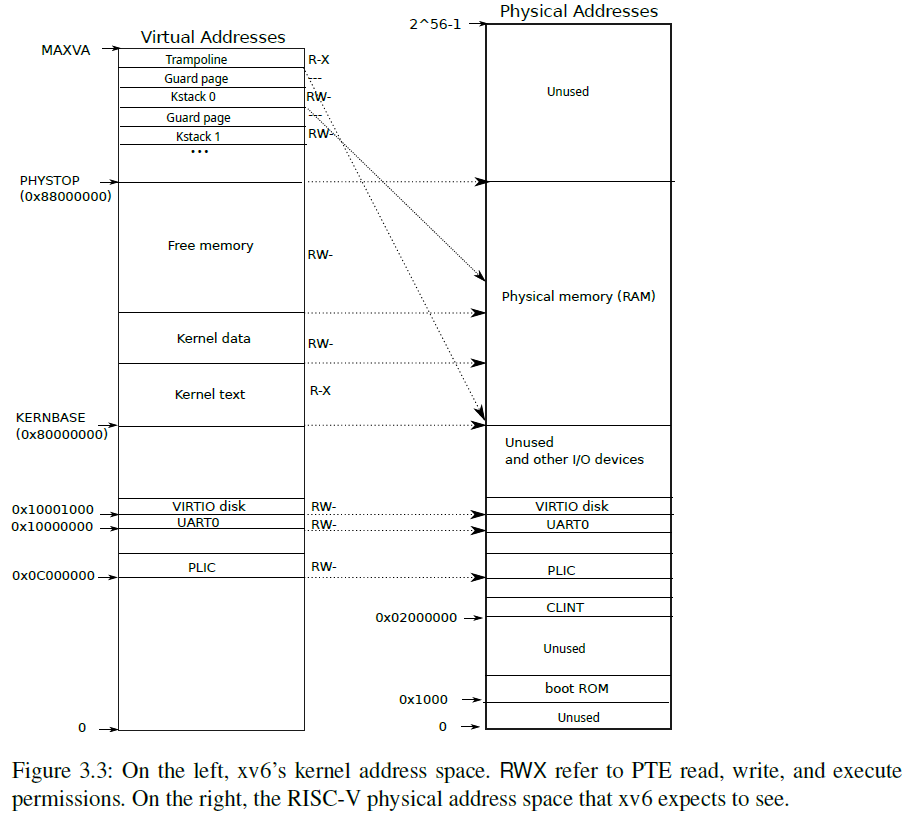 Physical Addresses
2^56-1
Virtual Addresses
MAXVA
Trampoline
R-X
Guard page
---
Unused
Kstack 0
RW-
Guard page
---
Kstack 1
RW-
...
PHYSTOP
(0x88000000)
Free memory
RW-
Physical memory (RAM)
Kernel data
RW-
Kernel text
R-X
KERNBASE
(0x80000000)
Unused
and other I/O devices
0x10001000
VIRTIO disk
RW-
VIRTIO disk
0x10000000
UART0
RW-
UART0
0x0C000000
PLIC
RW-
PLIC
CLINT
0x02000000
Unused
boot ROM
0x1000
Unused
0
0
Figure 3.3: On the left, xv6's kernel address space. RWX refer to PTE read, write, and execute
permissions. On the right, the RISC-V physical address space that xv6 expects to see.